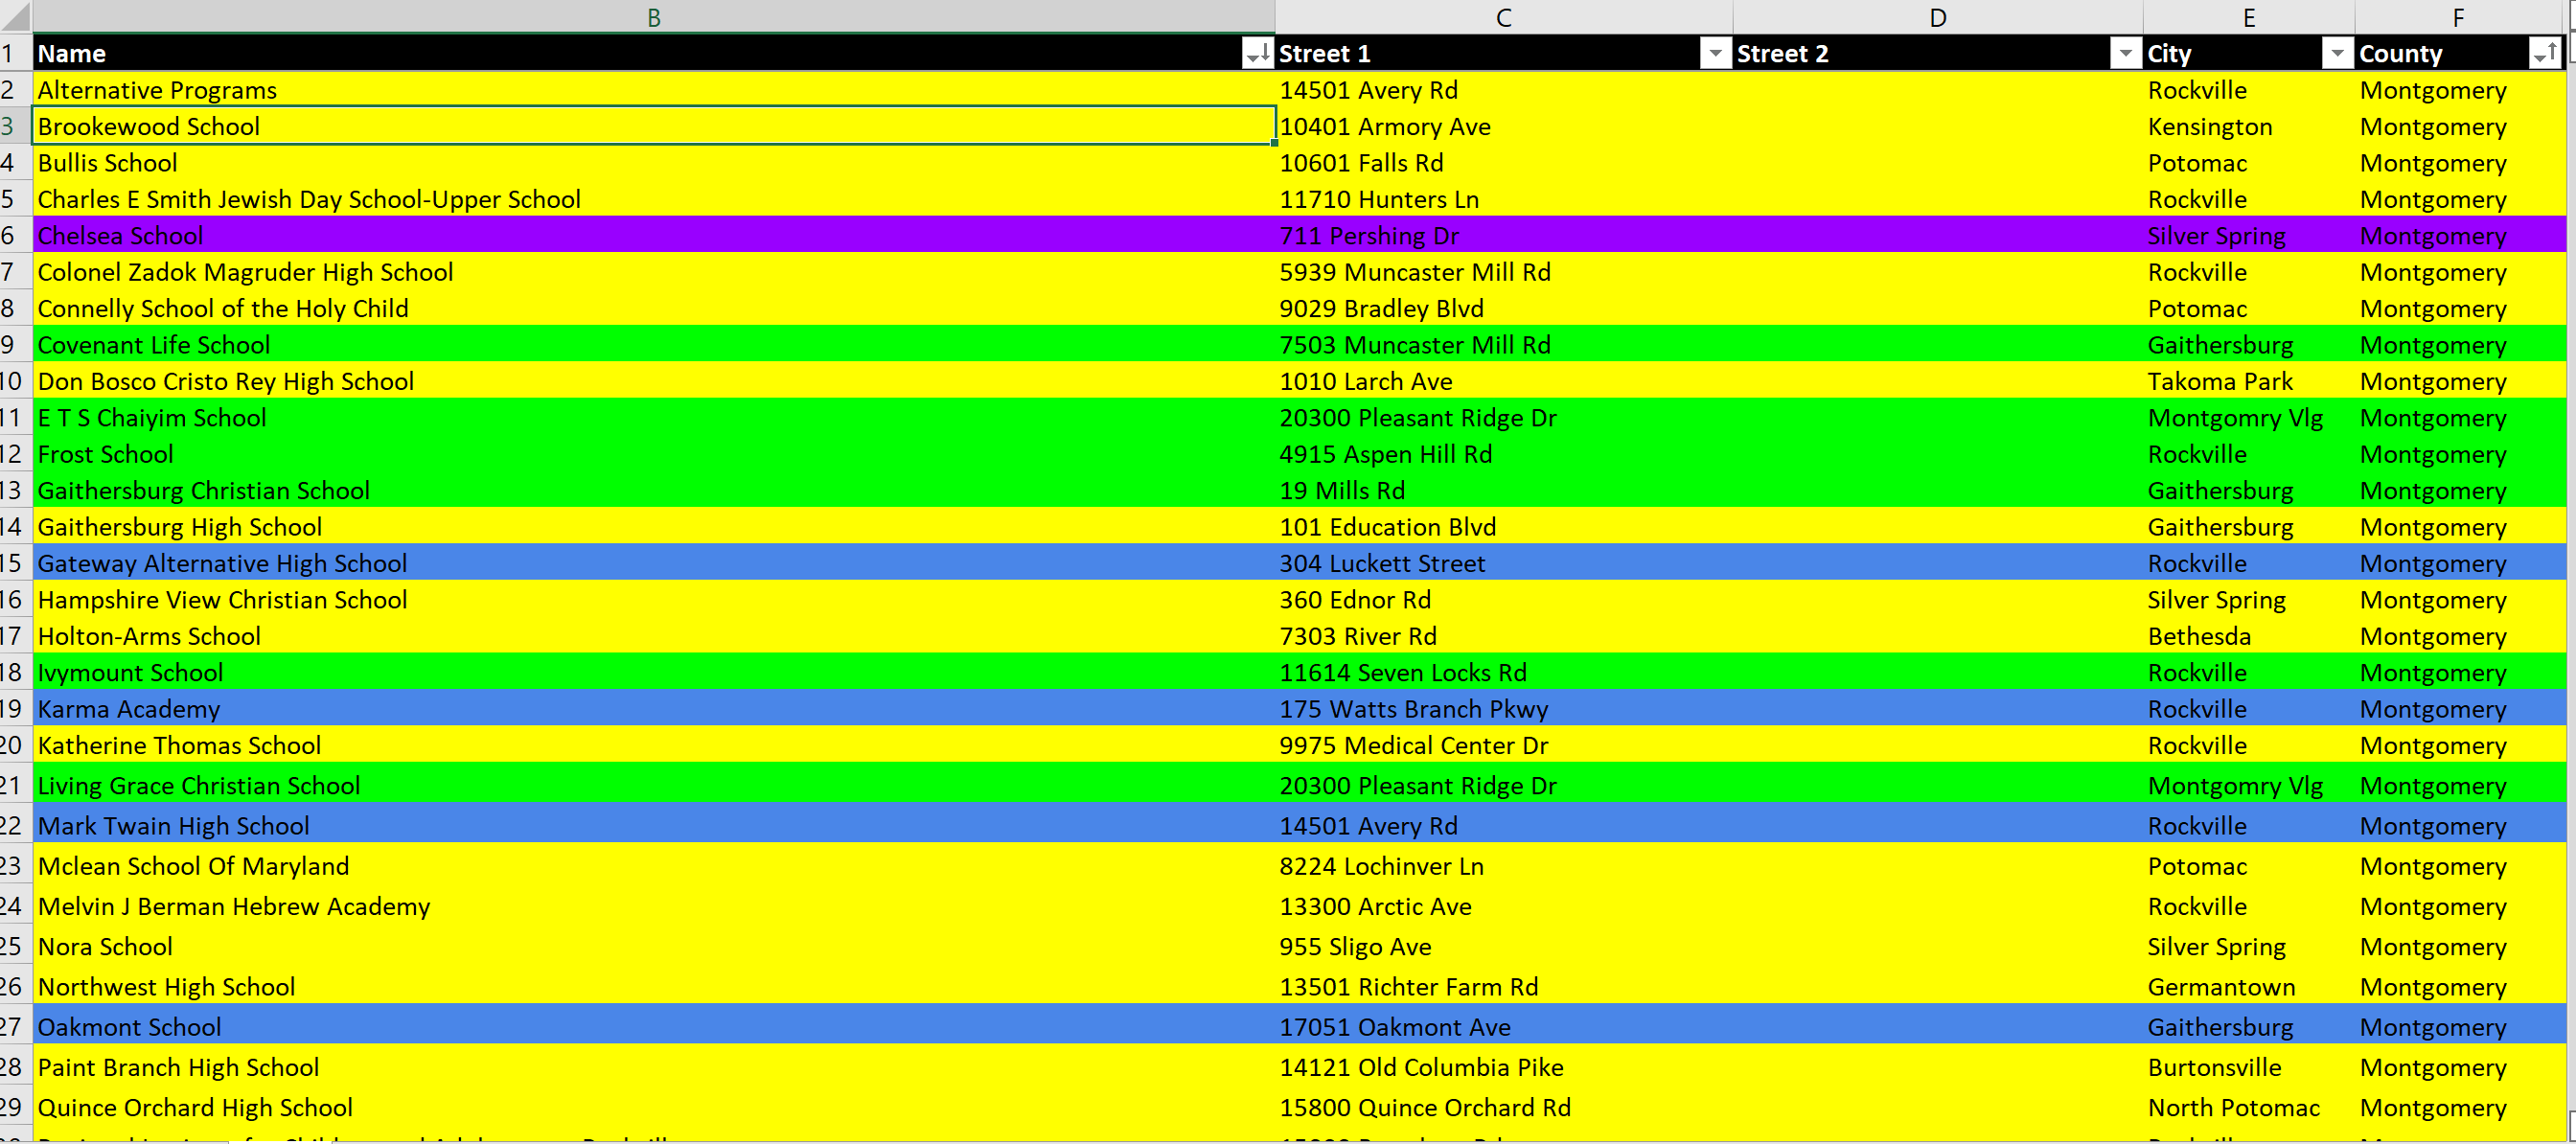 B C D E F
1 Name Street 1 Street 2 City County
2 Alternative Programs 14501 Avery Rd Rockville Montgomery
3 Brookewood School 10401 Armory Ave Kensington Montgomery
4 Bullis School 10601 Falls Rd Potomac Montgomery
5 Charles E Smith Jewish Day School-Upper School 11710 Hunters Ln Rockville Montgomery
6 Chelsea School 711 Pershing Dr Silver Spring Montgomery
7 Colonel Zadok Magruder High School 5939 Muncaster Mill Rd Rockville Montgomery
8 Connelly School of the Holy Child 9029 Bradley Blvd Potomac Montgomery
9 Covenant Life School 7503 Muncaster Mill Rd Gaithersburg Montgomery
10 Don Bosco Cristo Rey High School 1010 Larch Ave Takoma Park Montgomery
11 E T S Chaiyim School 20300 Pleasant Ridge Dr Montgomry Vlg Montgomery
12 Frost School 4915 Aspen Hill Rd Rockville Montgomery
13 Gaithersburg Christian School 19 Mills Rd Gaithersburg Montgomery
14 Gaithersburg High School 101 Education Blvd Gaithersburg Montgomery
15 Gateway Alternative High School 304 Luckett Street Rockville Montgomery
16 Hampshire View Christian School 360 Ednor Rd Silver Spring Montgomery
17 Holton-Arms School 7303 River Rd Bethesda Montgomery
18 Ivymount School 11614 Seven Locks Rd Rockville Montgomery
19 Karma Academy 175 Watts Branch Pkwy Rockville Montgomery
20 Katherine Thomas School 9975 Medical Center Dr Rockville Montgomery
21 Living Grace Christian School 20300 Pleasant Ridge Dr Montgomry Vlg Montgomery
22 Mark Twain High School 14501 Avery Rd Rockville Montgomery
23 Mclean School Of Maryland 8224 Lochinver Ln Potomac Montgomery
24 Melvin J Berman Hebrew Academy 13300 Arctic Ave Rockville Montgomery
25 Nora School 955 Sligo Ave Silver Spring Montgomery
26 Northwest High School 13501 Richter Farm Rd Germantown Montgomery
27 Oakmont School 17051 Oakmont Ave Gaithersburg Montgomery
28 Paint Branch High School 14121 Old Columbia Pike Burtonsville Montgomery
29 Quince Orchard High School 15800 Quince Orchard Rd North Potomac Montgomery